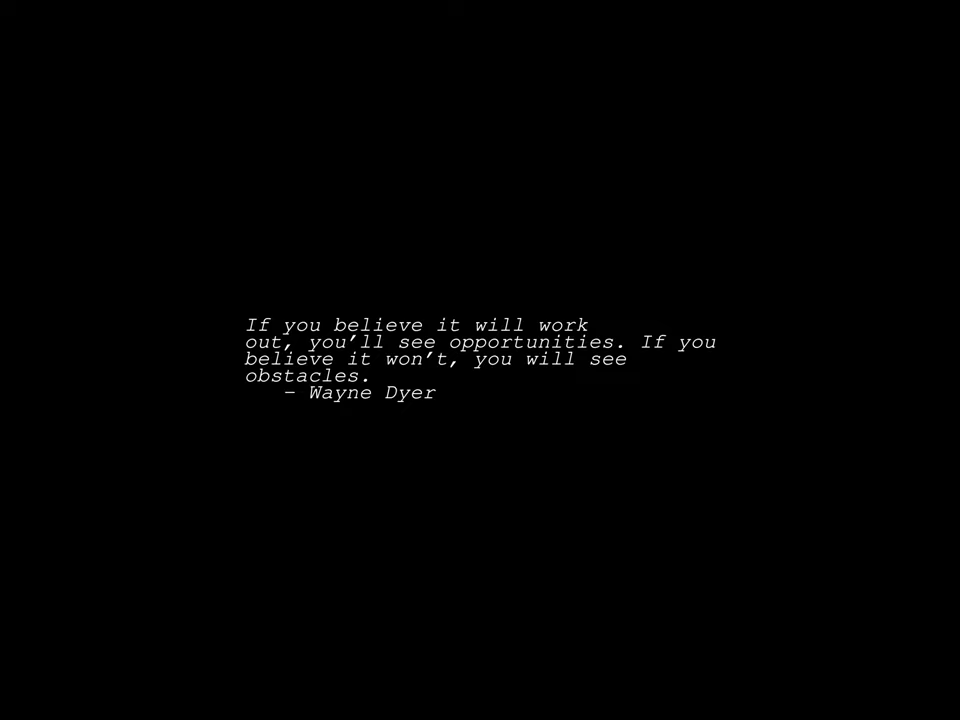 If you believe it will work
out, you’ll see opportunities. If you
believe it won’t, you will see
obstacles.
– Wayne Dyer